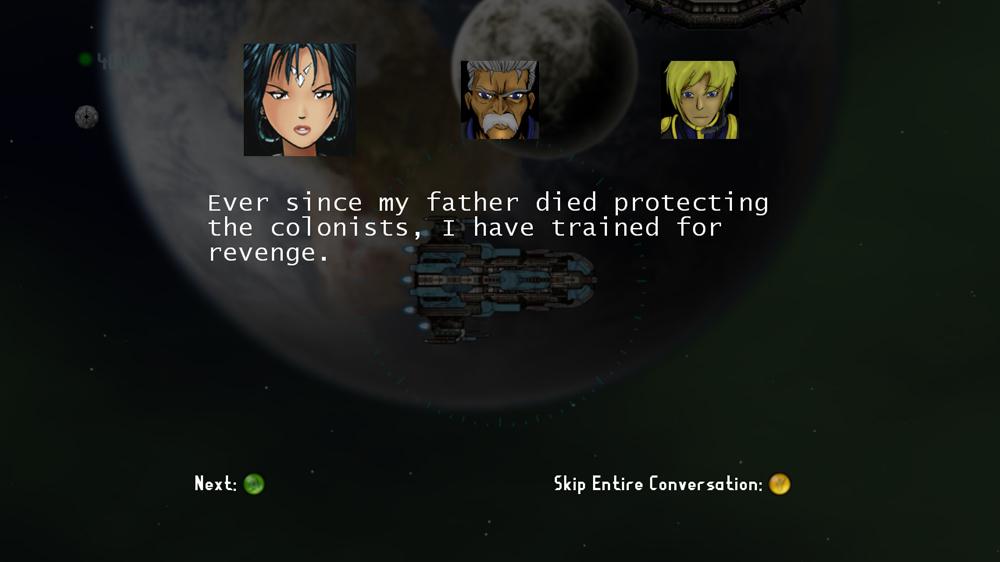 Ever since my father died protecting
the colonists, I have trained for
revenge.
Next:
Skip Entire Conversation: